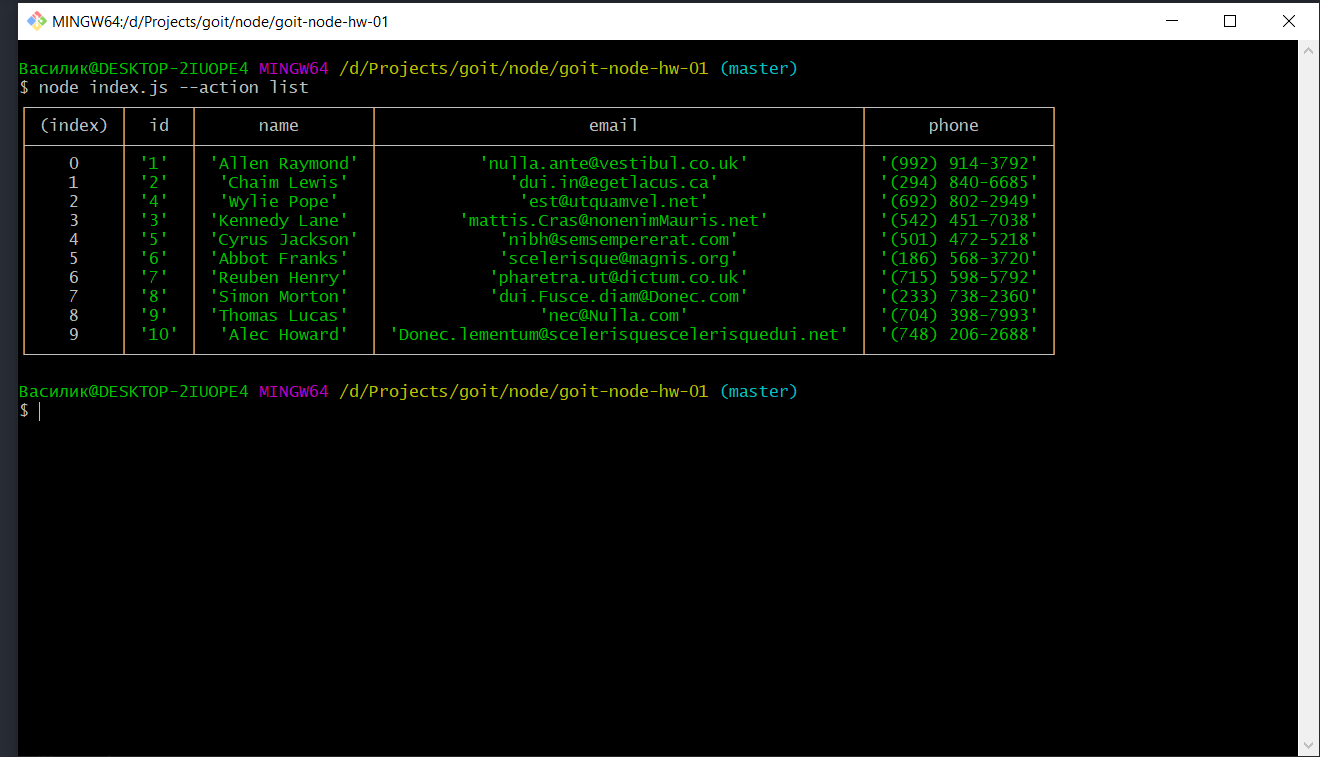 MINGW64:/d/Projects/goit/node/goit-node-hw-01
Василик@DESKTOP-2IUOPE4 MINGW64 /d/Projects/goit/node/goit-node-hw-01 (master)
$ node index.js --action list
(index) id name email phone
0 '1' 'Allen Raymond' 'nulla.ante@vestibul.co.uk' '(992) 914-3792'
1 '2' 'Chaim Lewis' 'dui.in@egetlacus.ca' '(294) 840-6685'
2 '4' 'Wylie Pope' 'est@utquamvel.net' '(692) 802-2949'
3 '3' 'Kennedy Lane' 'mattis.Cras@nonenimMauris.net' '(542) 451-7038'
4 '5' 'Cyrus Jackson' 'nibh@semsempererat.com' '(501) 472-5218'
5 '6' 'Abbot Franks' 'scelerisque@magnis.org' '(186) 568-3720'
6 '7' 'Reuben Henry' 'pharetra.ut@dictum.co.uk' '(715) 598-5792'
7 '8' 'Simon Morton' 'dui.Fusce.diam@Donec.com' '(233) 738-2360'
8 '9' 'Thomas Lucas' 'nec@Nulla.com' '(704) 398-7993'
9 '10' 'Alec Howard' 'Donec.lementum@scelerisquescelerisquedui.net' '(748) 206-2688'
Василик@DESKTOP-2IUOPE4 MINGW64 /d/Projects/goit/node/goit-node-hw-01 (master)
$